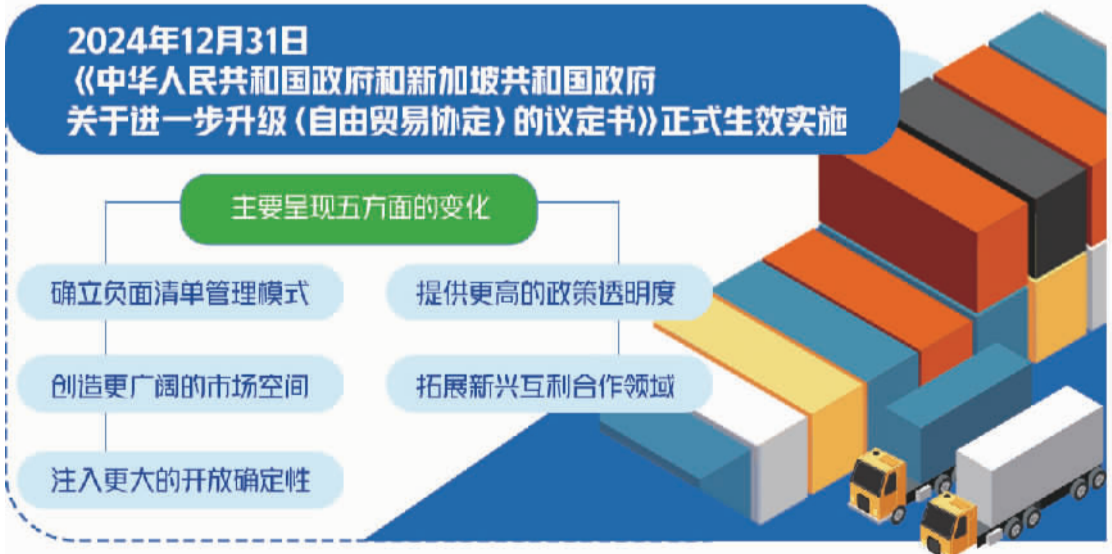 2024年12月31日
《中华人民共和国政府和新加坡共和国政府
关于进一步升级（自由贸易协定）的议定书》正式生效实施
主要呈现五方面的变化
确立负面清单管理模式
创造更广阔的市场空间
注入更大的开放确定性
提供更高的政策透明度
拓展新兴互利合作领域